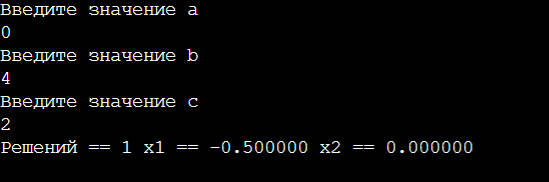 Введите значение a
0
Введите значение b
4
Введите значение c
2
Решений == 1 x1 == -0.500000 x2 == 0.000000